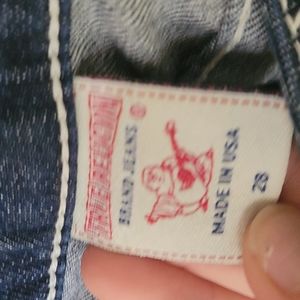 TRUE RELIGION
BRAND JEANS ®
MADE IN USA
28